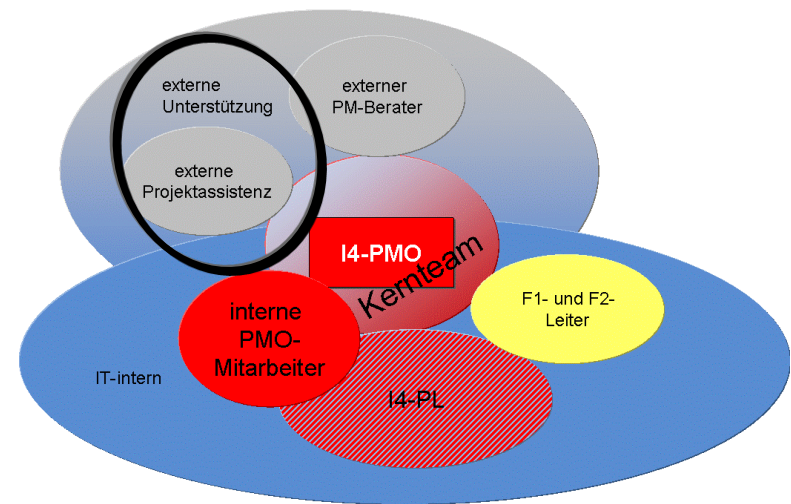 externe
Unterstützung
externer
PM-Berater
externe
Projektassistenz
I4-PMO
Kernteam
F1- und F2-
Leiter
interne
PMO-
Mitarbeiter
IT-intern
I4-PL